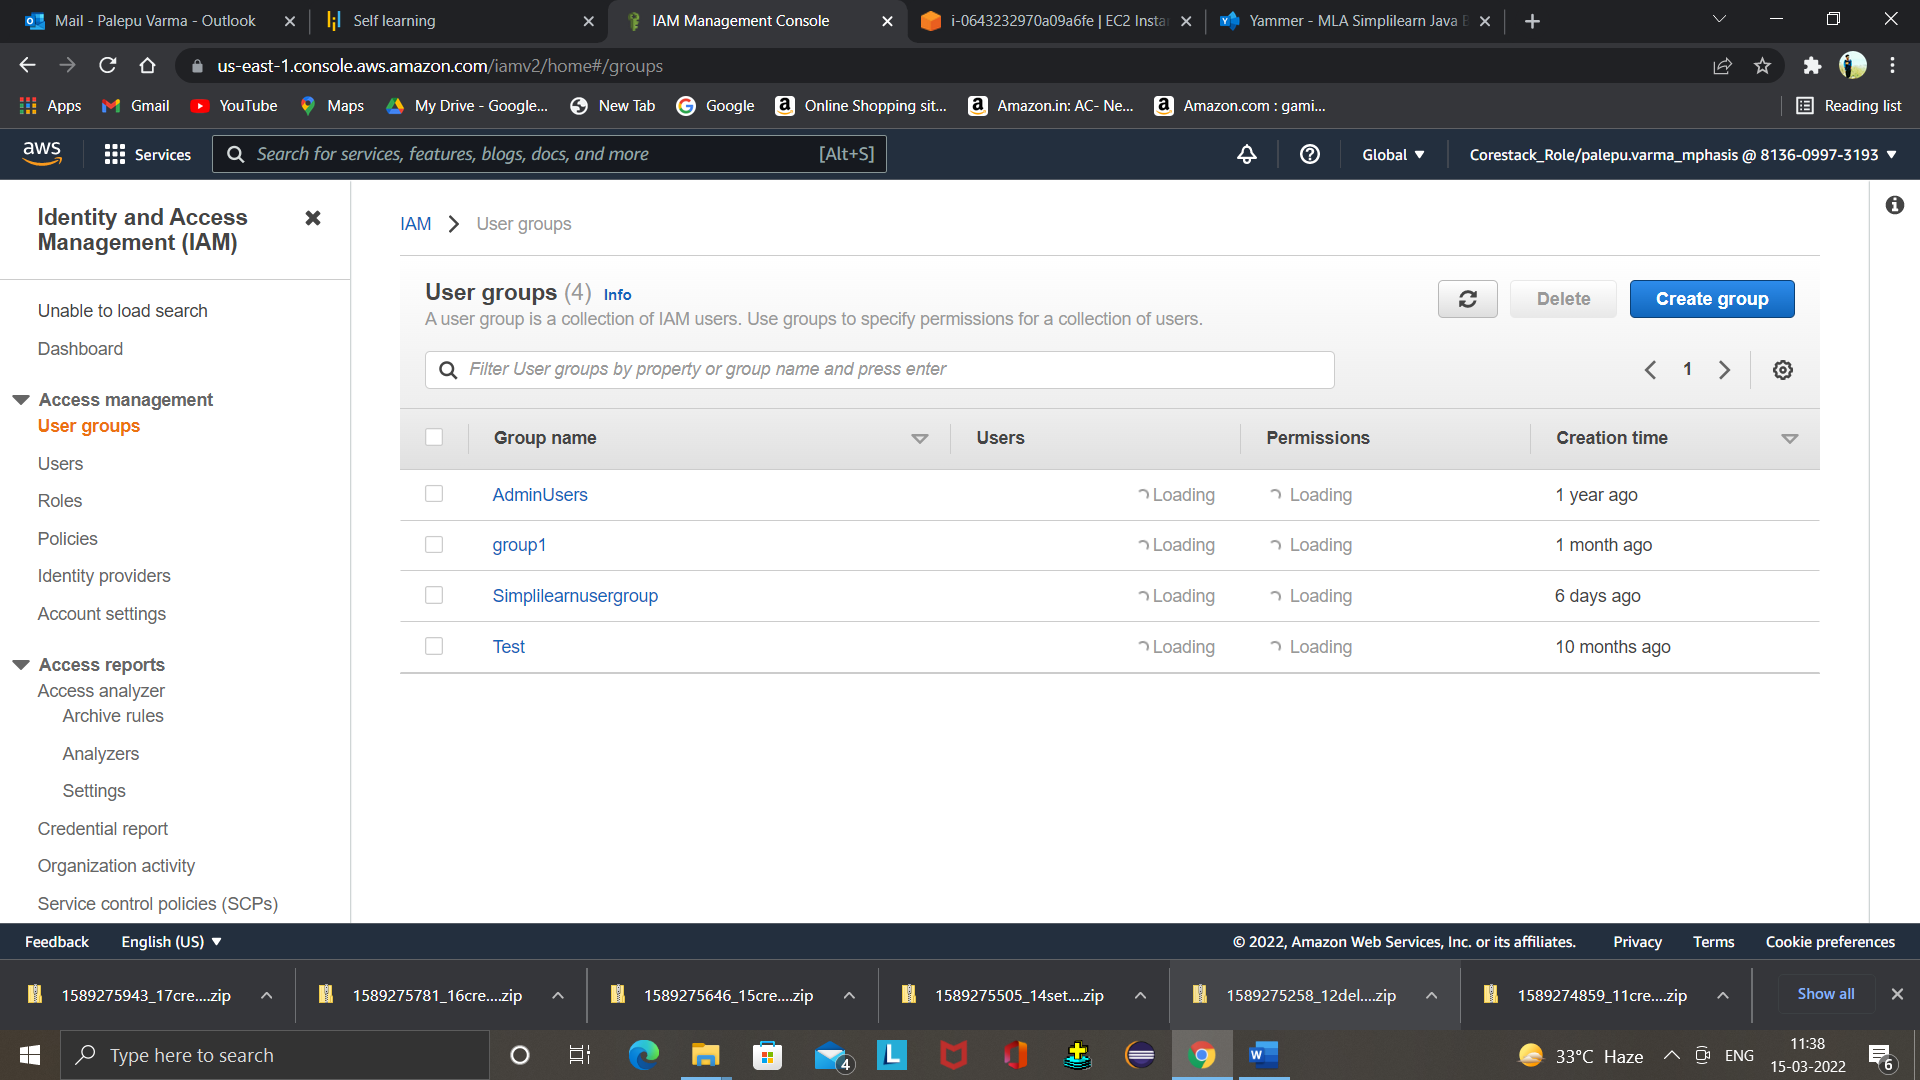 Mail - Palepu Varma - Outlook
Self learning
IAM Management Console
i-0643232970a09a6fe | EC2 Insta
Yammer - MLA Simplilearn Java B
us-east-1.console.aws.amazon.com/iamv2/home#/groups
Apps
Gmail
YouTube
Maps
My Drive - Google...
New Tab
Google
Online Shopping sit...
Amazon.in: AC- Ne...
Amazon.com : gami...
Reading list
aws
Services
Search for services, features, blogs, docs, and more
[Alt+S]
Global
Corestack_Role/palepu.varma_mphasis @ 8136-0997-3193
Identity and Access
Management (IAM)
Unable to load search
Dashboard
Access management
User groups
Users
Roles
Policies
Identity providers
Account settings
Access reports
Access analyzer
Archive rules
Analyzers
Settings
Credential report
Organization activity
Service control policies (SCPs)
IAM
User groups
User groups (4) Info
A user group is a collection of IAM users. Use groups to specify permissions for a collection of users.
Delete
Create group
Filter User groups by property or group name and press enter
1
Group name Users Permissions Creation time
AdminUsers Loading Loading 1 year ago
group1 Loading Loading 1 month ago
Simplilearnusergroup Loading Loading 6 days ago
Test Loading Loading 10 months ago
Feedback
English (US)
© 2022, Amazon Web Services, Inc. or its affiliates.
Privacy
Terms
Cookie preferences
1589275943_17cre....zip
1589275781_16cre....zip
1589275646_15cre....zip
1589275505_14set....zip
1589275258_12del....zip
1589274859_11cre....zip
Show all
Type here to search
4
L
W
33°C Haze
ENG
11:38
15-03-2022
6